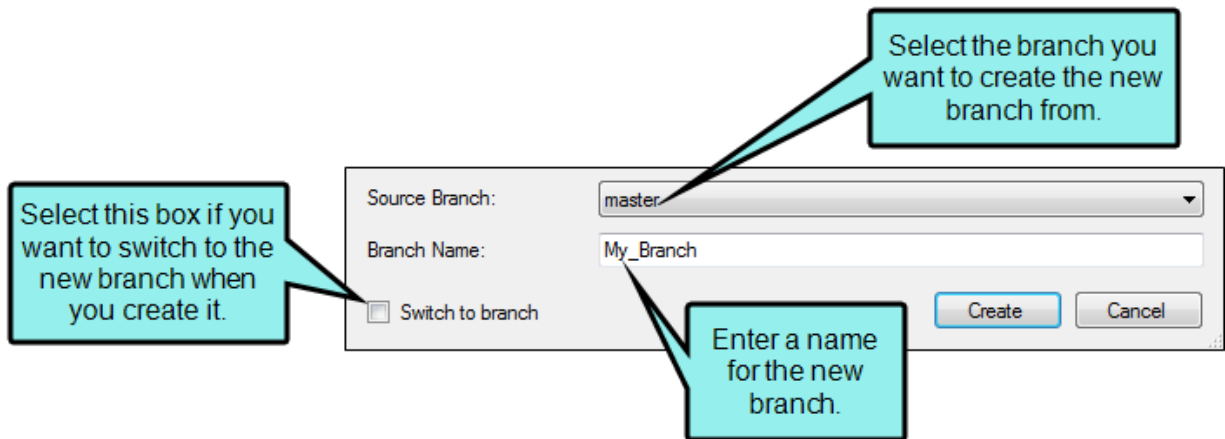 Select the branch you
want to create the new
branch from.
Source Branch:
master
Select this box if you
want to switch to the
new branch when
you create it.
Branch Name:
My_Branch
Switch to branch
Create
Cancel
Enter a name
for the new
branch.